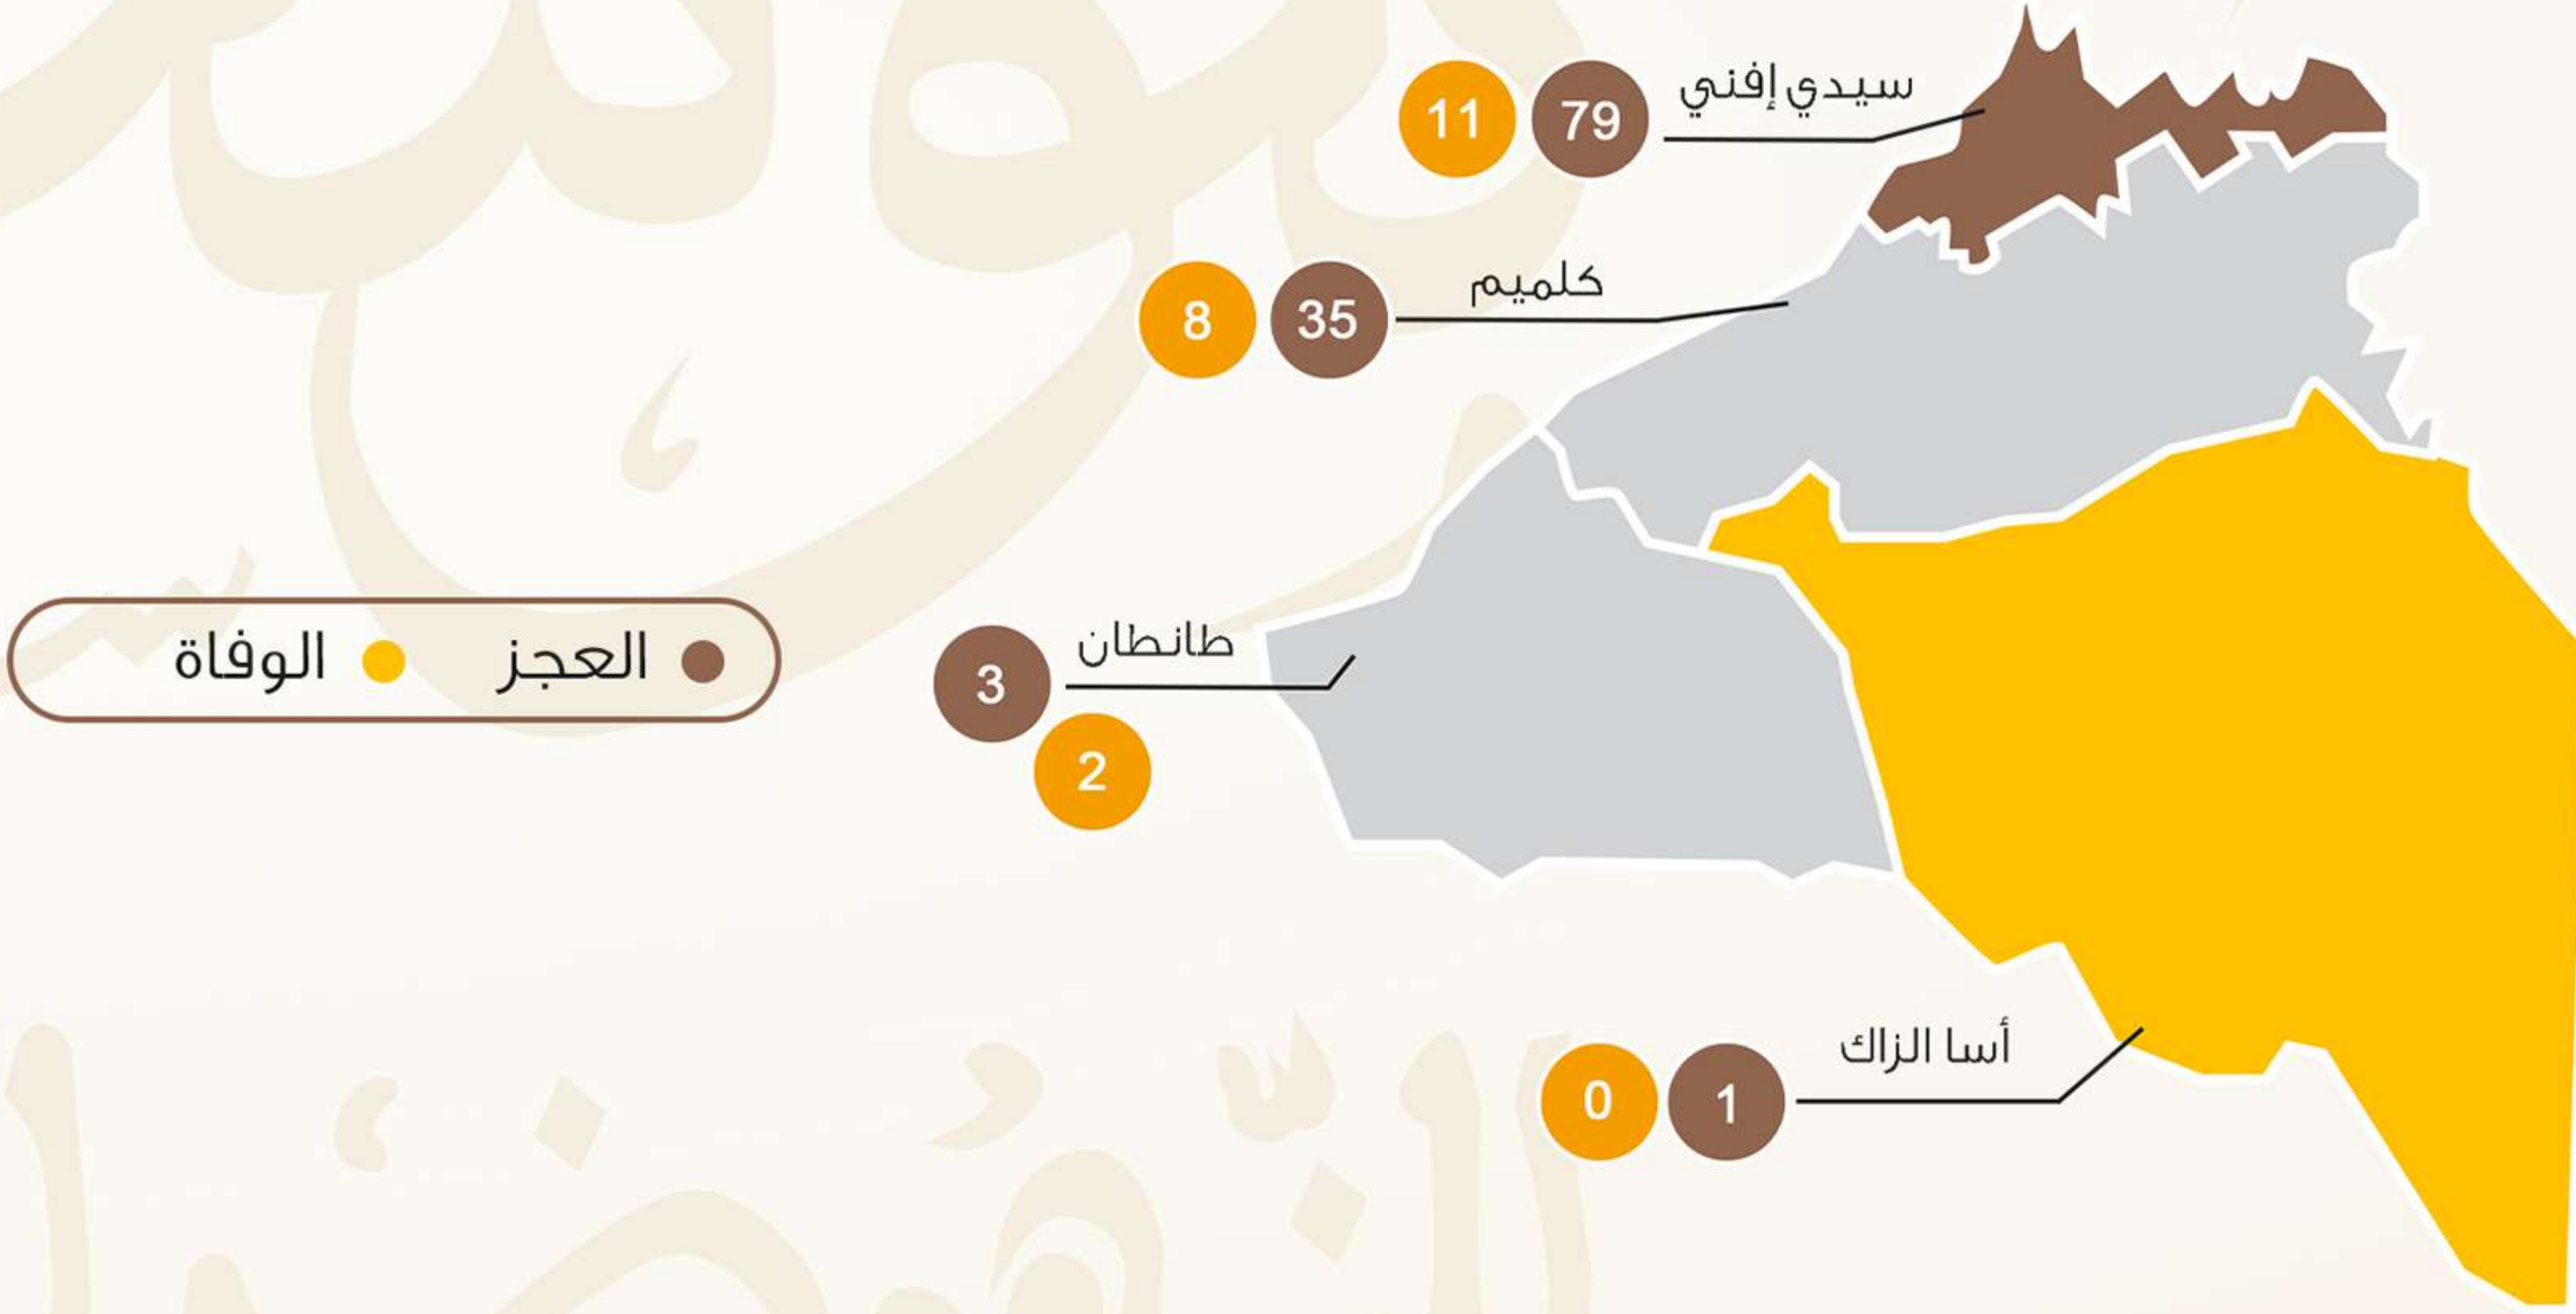 سيدي إفني
79 11
كلميم
35 8
طانطان
3
2
العجز الوفاة
أسا الزاك
1 0